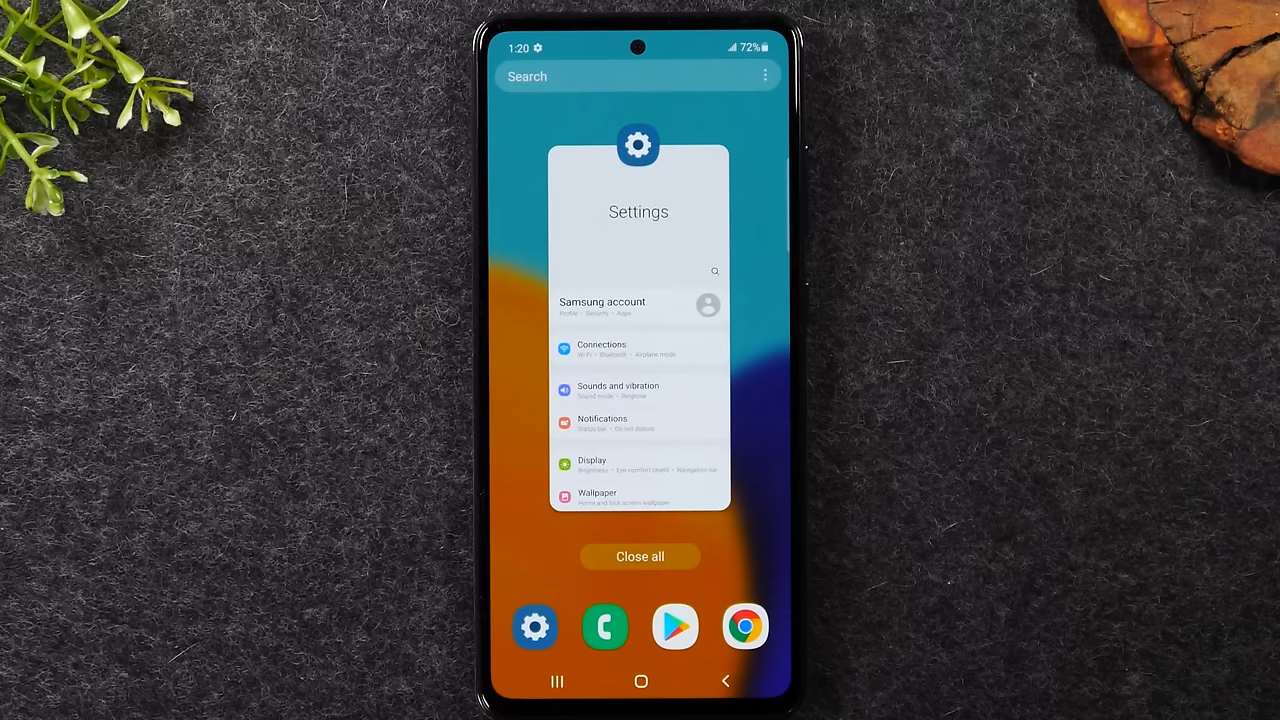 1:20
72%
Search
Settings
Samsung account
Profile • Security • Apps
Connections
Wi-Fi • Bluetooth • Airplane mode
Sounds and vibration
Sound mode • Ringtone
Notifications
Status bar • Do not disturb
Display
Brightness • Eye comfort shield • Navigation bar
Wallpaper
Home and lock screen wallpaper
Close all